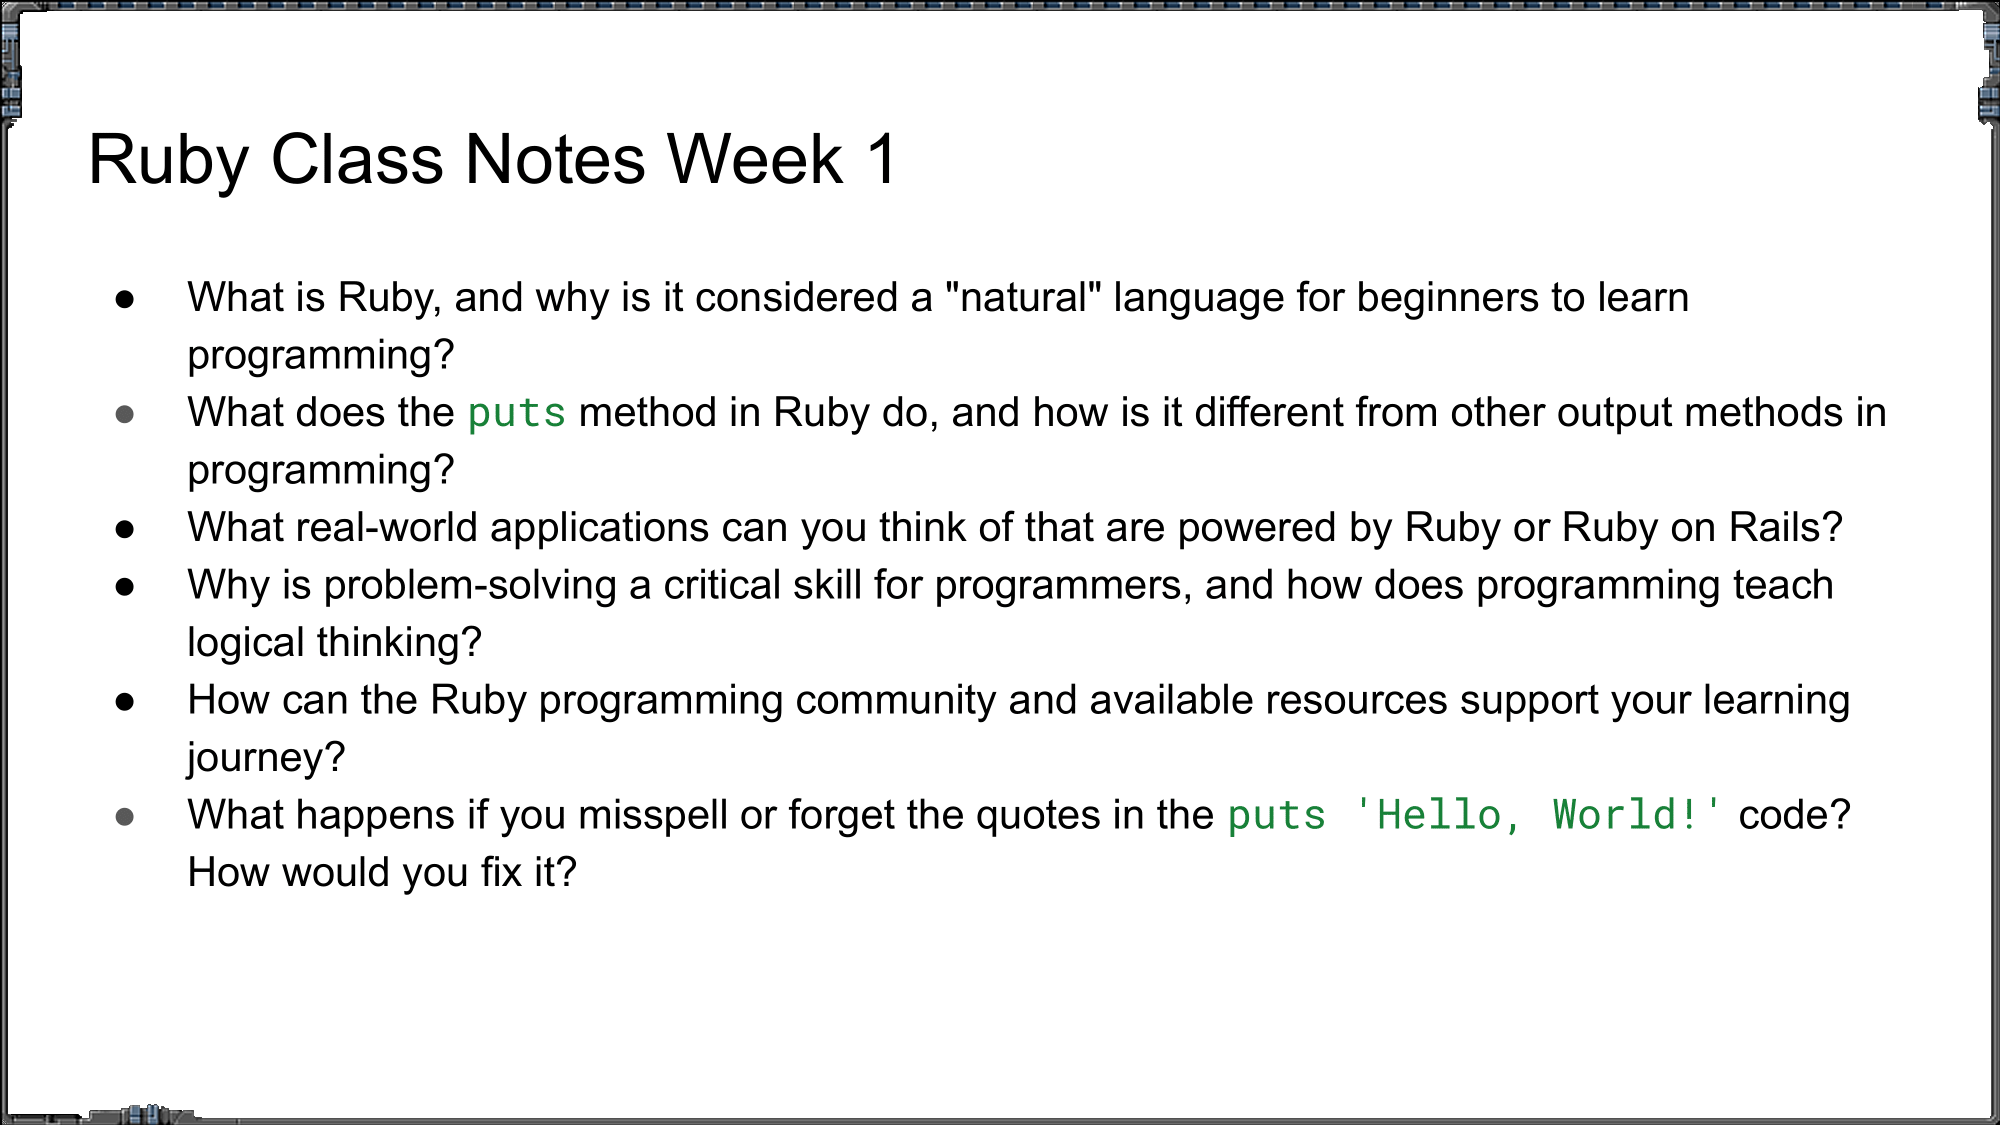 Ruby Class Notes Week 1
● What is Ruby, and why is it considered a "natural" language for beginners to learn
programming?
● What does the puts method in Ruby do, and how is it different from other output methods in
programming?
● What real-world applications can you think of that are powered by Ruby or Ruby on Rails?
● Why is problem-solving a critical skill for programmers, and how does programming teach
logical thinking?
● How can the Ruby programming community and available resources support your learning
journey?
● What happens if you misspell or forget the quotes in the puts 'Hello, World!' code?
How would you fix it?